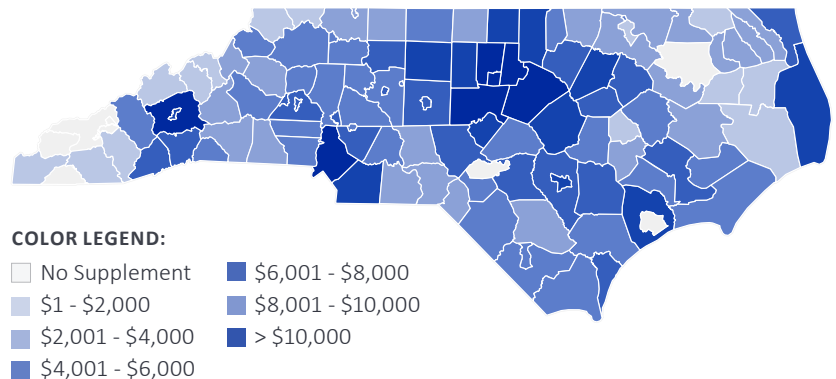 COLOR LEGEND:
No Supplement
$1 - $2,000
$2,001 - $4,000
$4,001 - $6,000
$6,001 - $8,000
$8,001 - $10,000
> $10,000